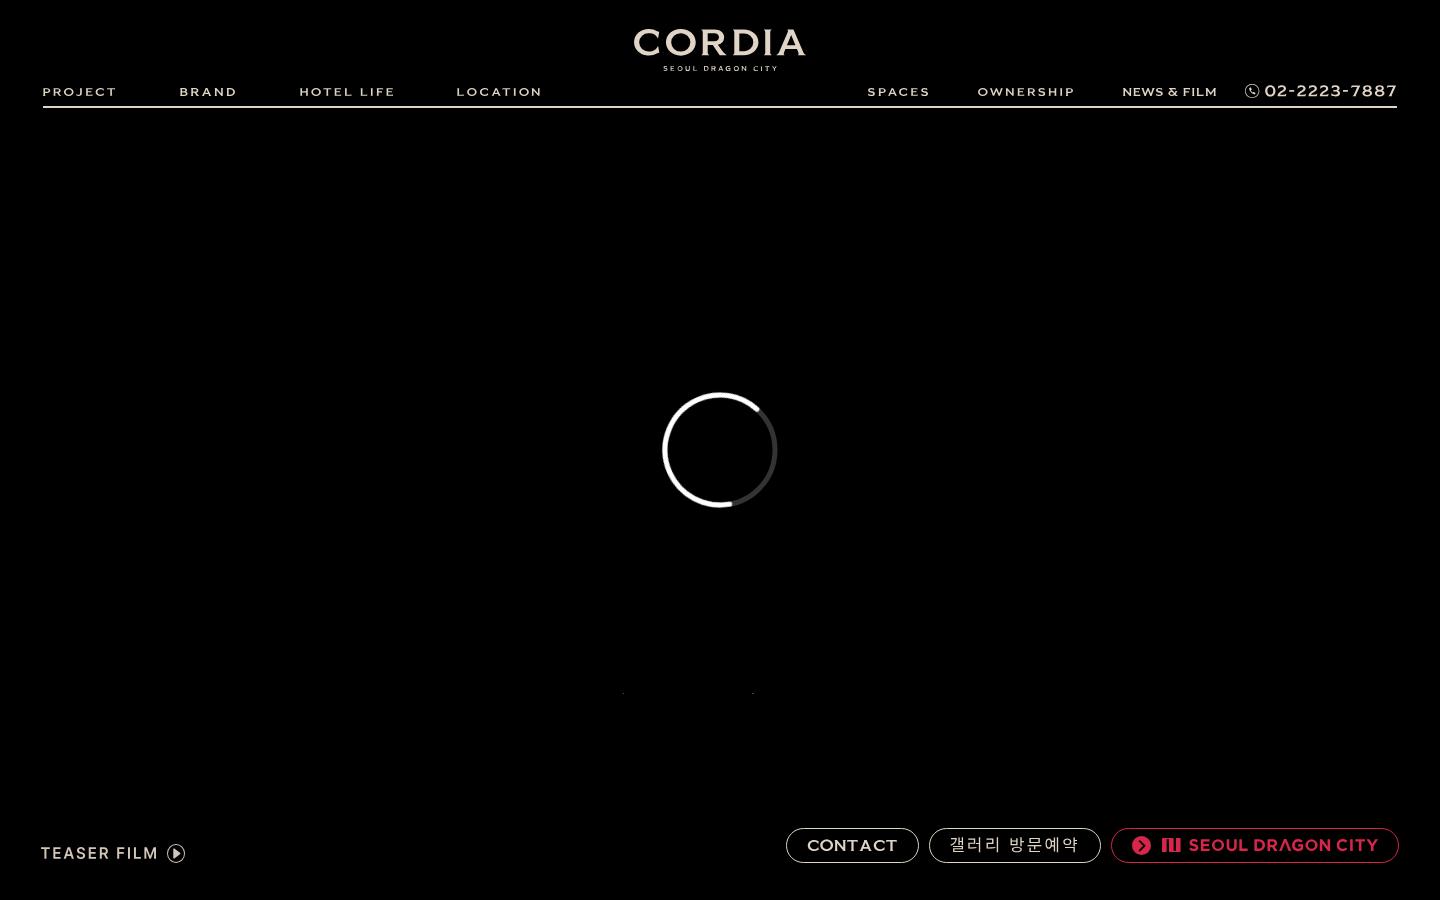 CORDIA
SEOUL DRAGON CITY
PROJECT BRAND HOTEL LIFE LOCATION SPACES OWNERSHIP NEWS & FILM 02-2223-7887
TEASER FILM CONTACT 갤러리 방문예약 SEOUL DRAGON CITY